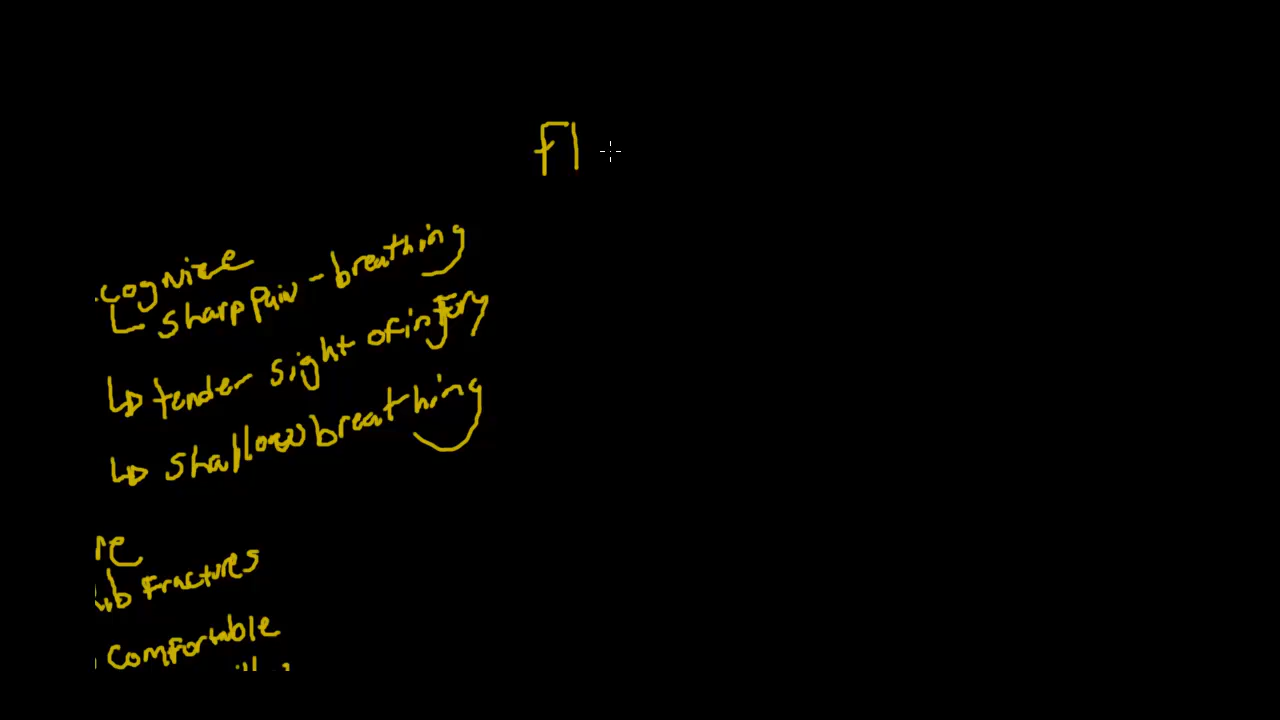 Fl
cognize
sharp pain - breathing
tender sight of injury
shallow breathing
re
rib Fractures
Comfortable